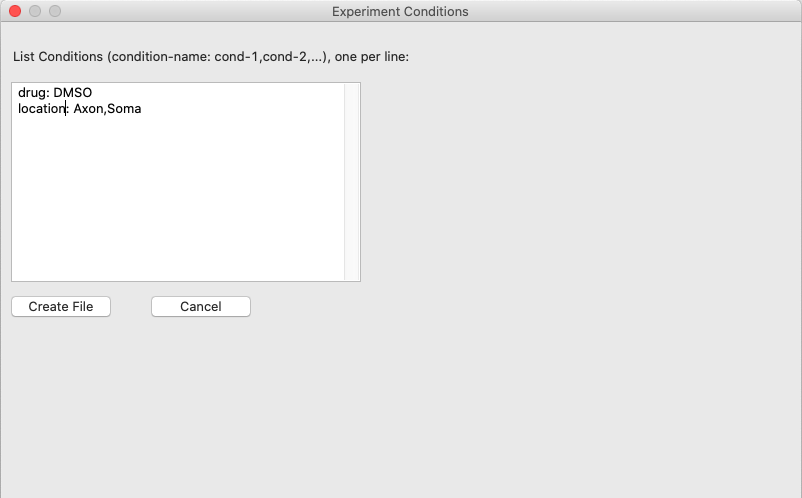 Experiment Conditions
List Conditions (condition-name: cond-1,cond-2,...), one per line:
drug: DMSO
location: Axon,Soma
Create File
Cancel